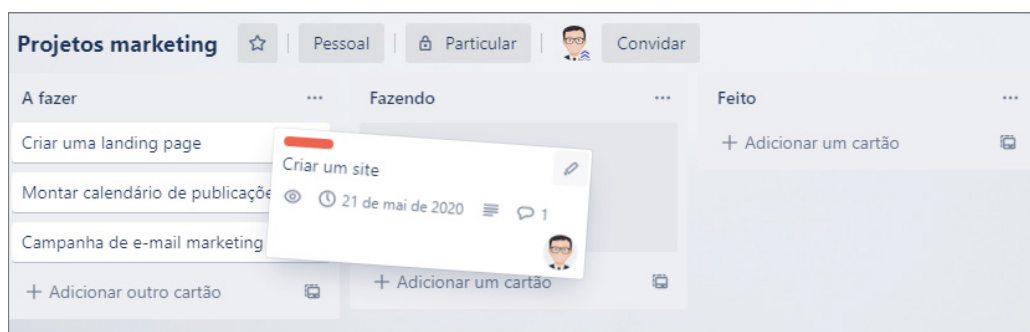 Projetos marketing Pessoal Particular Convidar
A fazer
Criar uma landing page
Montar calendário de publicaçõe
Campanha de e-mail marketing
+ Adicionar outro cartão
Fazendo
Criar um site
21 de mai de 2020 1
+ Adicionar um cartão
Feito
+ Adicionar um cartão